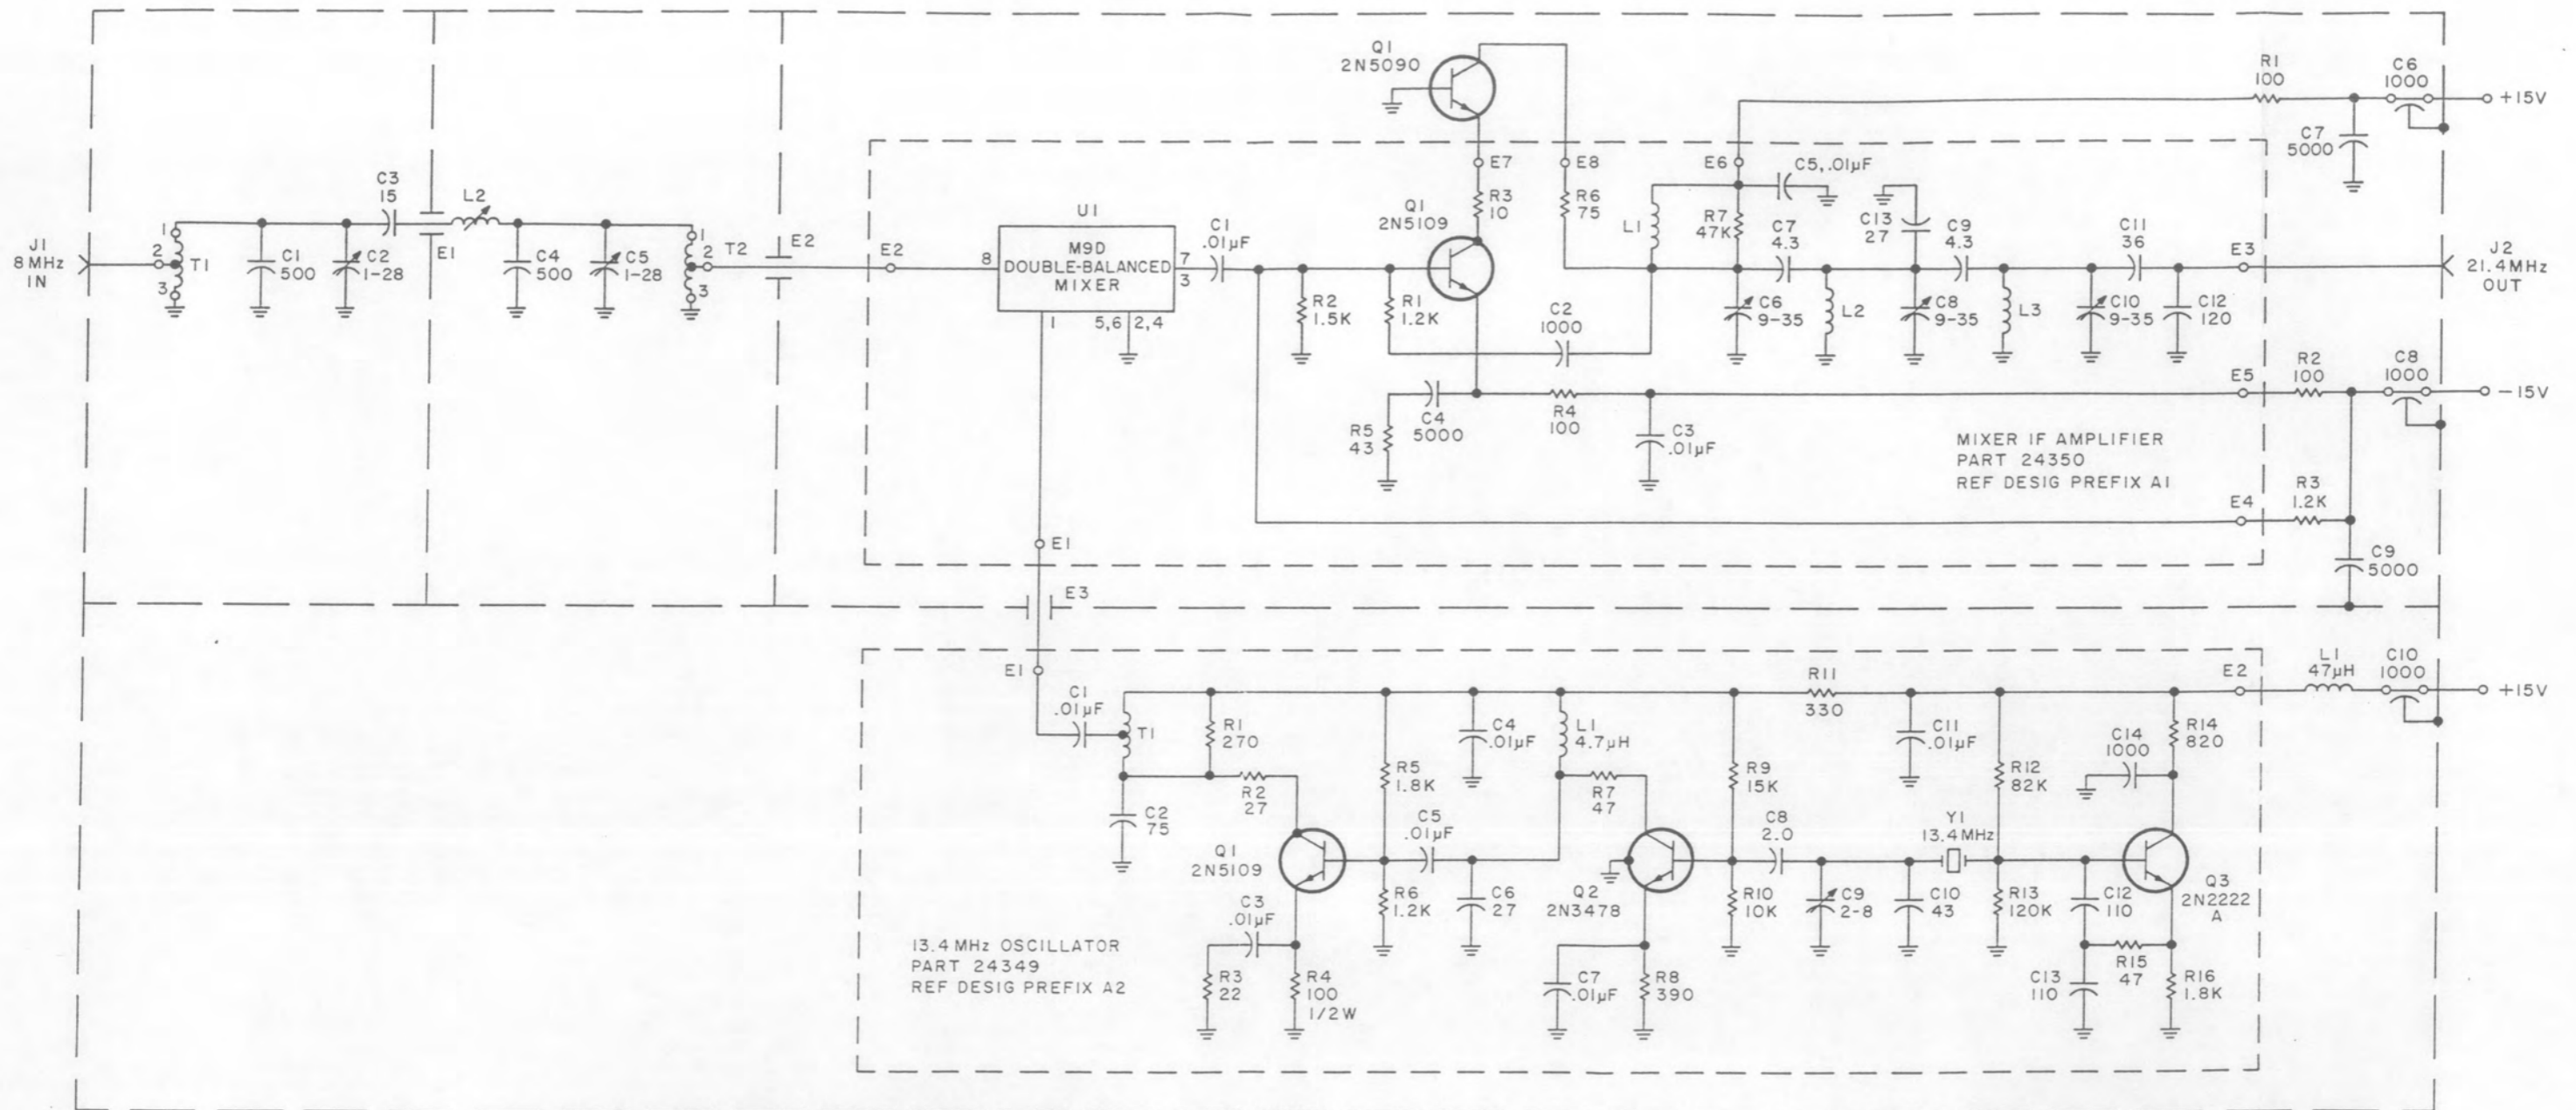 J1
8 MHz
IN
1
2
3
T1
C1
500
C2
1-28
C3
15
E1
L2
C4
500
C5
1-28
1
2
3
T2
E2
E2
U1
8
M9D
DOUBLE-BALANCED
MIXER
7
3
1
5,6
2,4
C1
.01µF
R2
1.5K
R1
1.2K
Q1
2N5090
Q1
2N5109
E7
R3
10
E8
R6
75
C2
1000
L1
E6
C5,.01µF
R7
47K
C7
4.3
C6
9-35
L2
C13
27
C8
9-35
C9
4.3
L3
C10
9-35
C11
36
C12
120
E3
J2
21.4MHz
OUT
R1
100
C6
1000
+15V
C7
5000
R5
43
C4
5000
R4
100
C3
.01µF
E5
R2
100
C8
1000
-15V
MIXER IF AMPLIFIER
PART 24350
REF DESIG PREFIX A1
E4
R3
1.2K
C9
5000
E1
E3
E1
C1
.01µF
T1
R1
270
C2
75
R2
27
Q1
2N5109
C3
.01µF
R3
22
R4
100
1/2W
R5
1.8K
R6
1.2K
C4
.01µF
C5
.01µF
C6
27
L1
4.7µH
R7
47
Q2
2N3478
C7
.01µF
R8
390
R9
15K
R10
10K
C8
2.0
C9
2-8
R11
330
C11
.01µF
C10
43
Y1
13.4MHz
R12
82K
R13
120K
C12
110
C13
110
R15
47
C14
1000
R14
820
Q3
2N2222
A
R16
1.8K
E2
L1
47µH
C10
1000
+15V
13.4 MHz OSCILLATOR
PART 24349
REF DESIG PREFIX A2